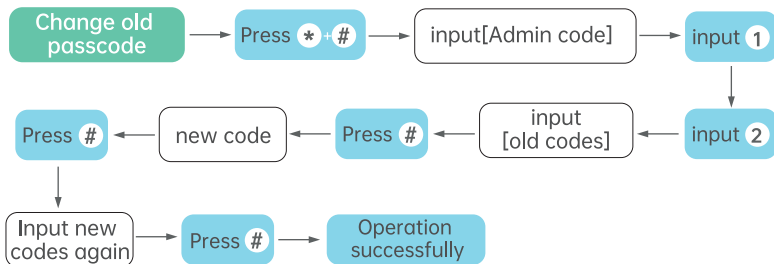 Change old
passcode
Press * + #
input[Admin code]
input 1
input 2
input
[old codes]
Press #
new code
Press #
Input new
codes again
Press #
Operation
successfully